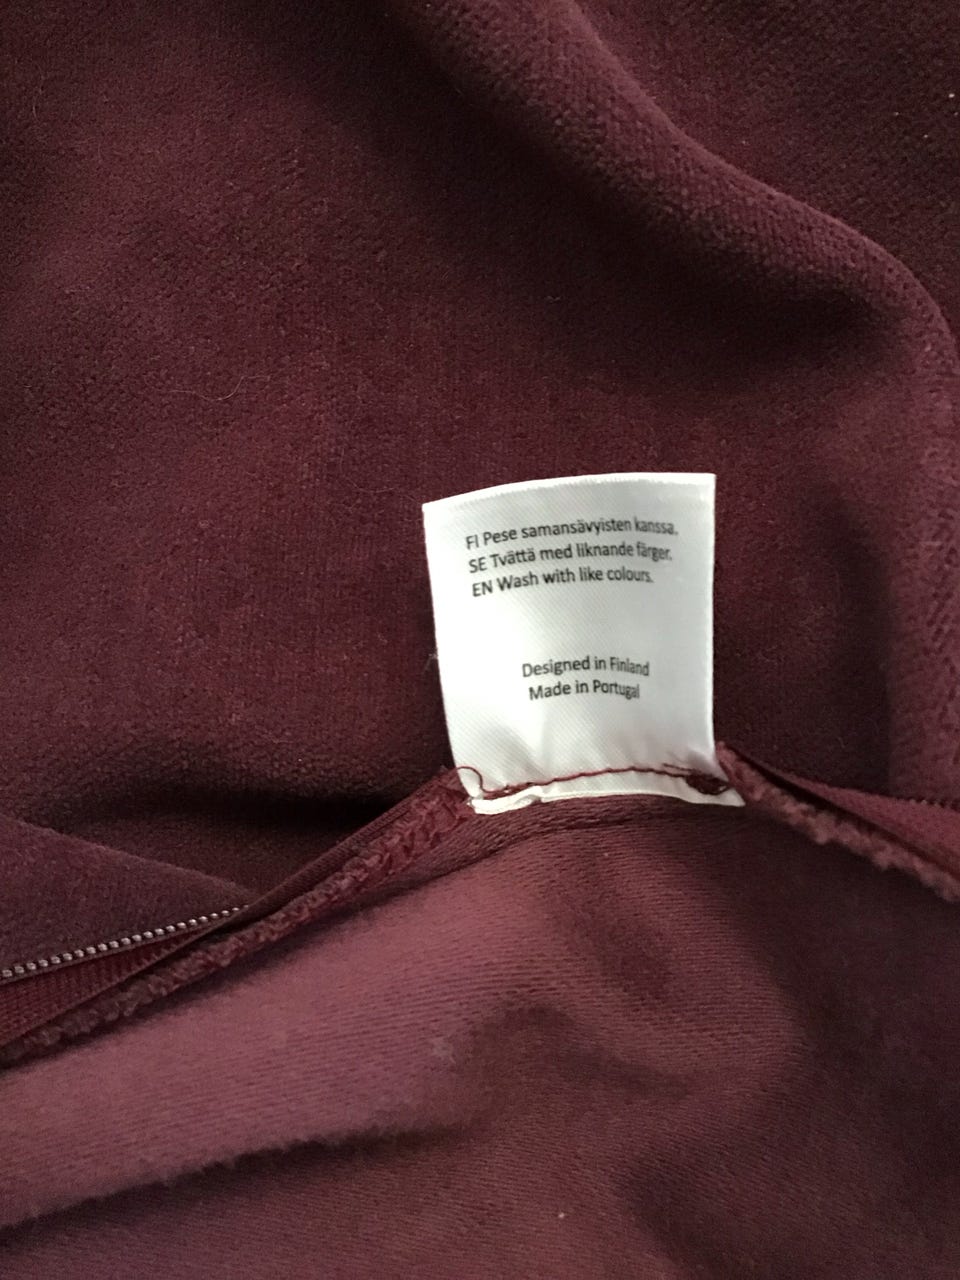 FI Pese samansävyisten kanssa.
SE Tvättä med liknande färger.
EN Wash with like colours.
Designed in Finland
Made in Portugal